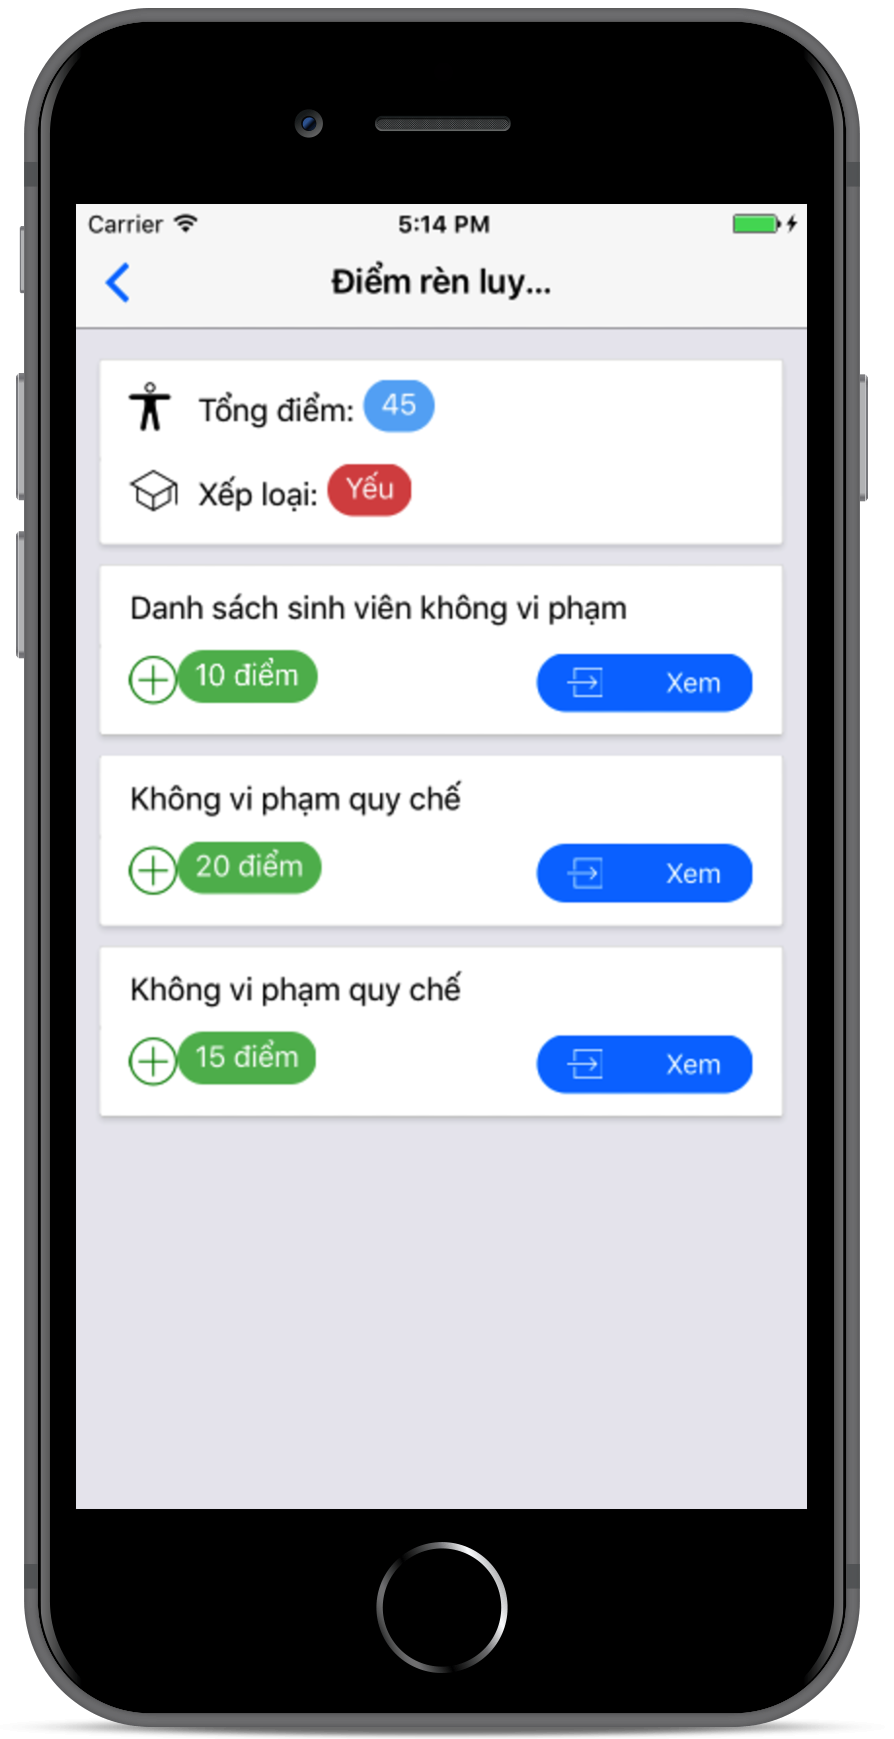 Carrier 5:14 PM
Điểm rèn luy...
Tổng điểm: 45
Xếp loại: Yếu
Danh sách sinh viên không vi phạm
10 điểm Xem
Không vi phạm quy chế
20 điểm Xem
Không vi phạm quy chế
15 điểm Xem